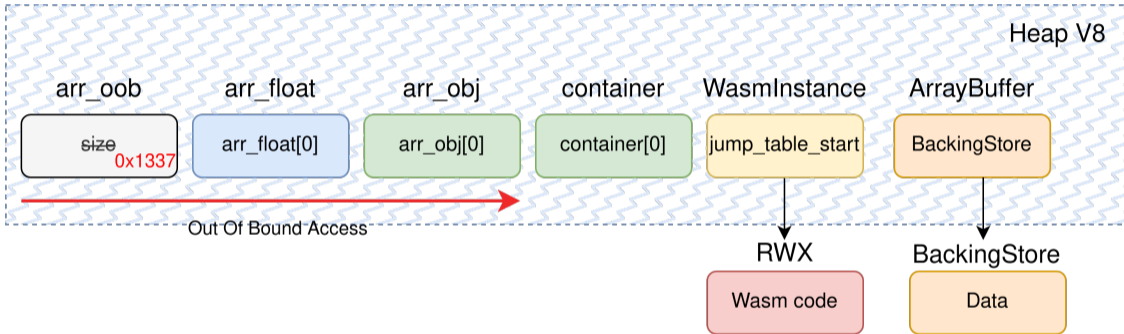 Heap V8
arr_oob arr_float arr_obj container WasmInstance ArrayBuffer
size 0x1337 arr_float[0] arr_obj[0] container[0] jump_table_start BackingStore
Out Of Bound Access
RWX BackingStore
Wasm code Data